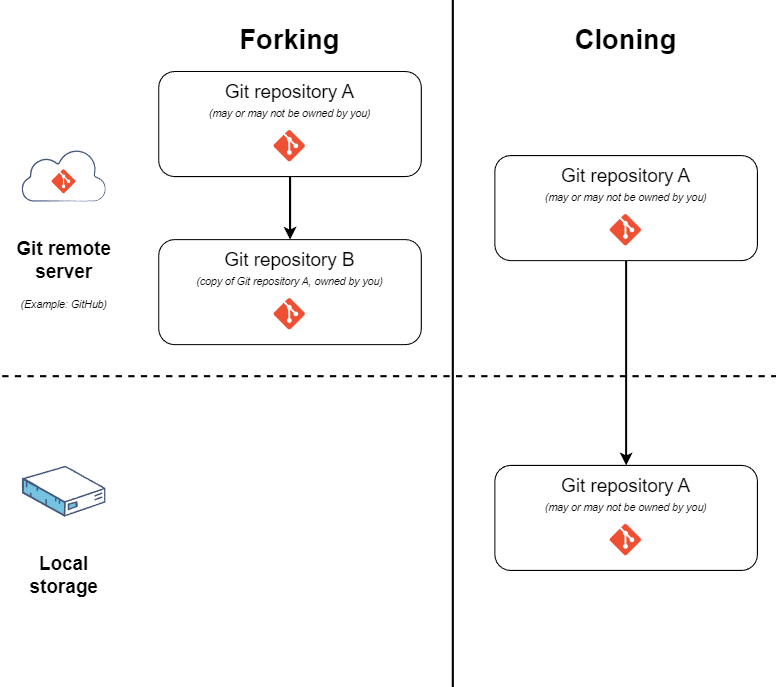 Forking
Cloning
Git repository A
(may or may not be owned by you)
Git repository A
(may or may not be owned by you)
Git remote
server
(Example: GitHub)
Git repository B
(copy of Git repository A, owned by you)
Git repository A
(may or may not be owned by you)
Local
storage